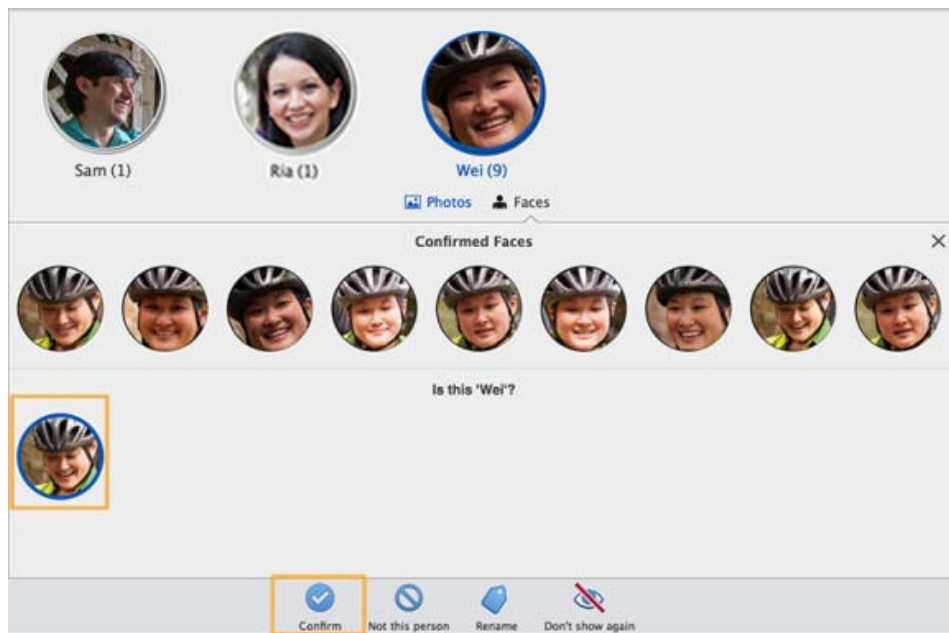 Sam (1)
Ria (1)
Wei (9)
Photos
Faces
Confirmed Faces
Is this 'Wei'?
Confirm
Not this person
Rename
Don't show again